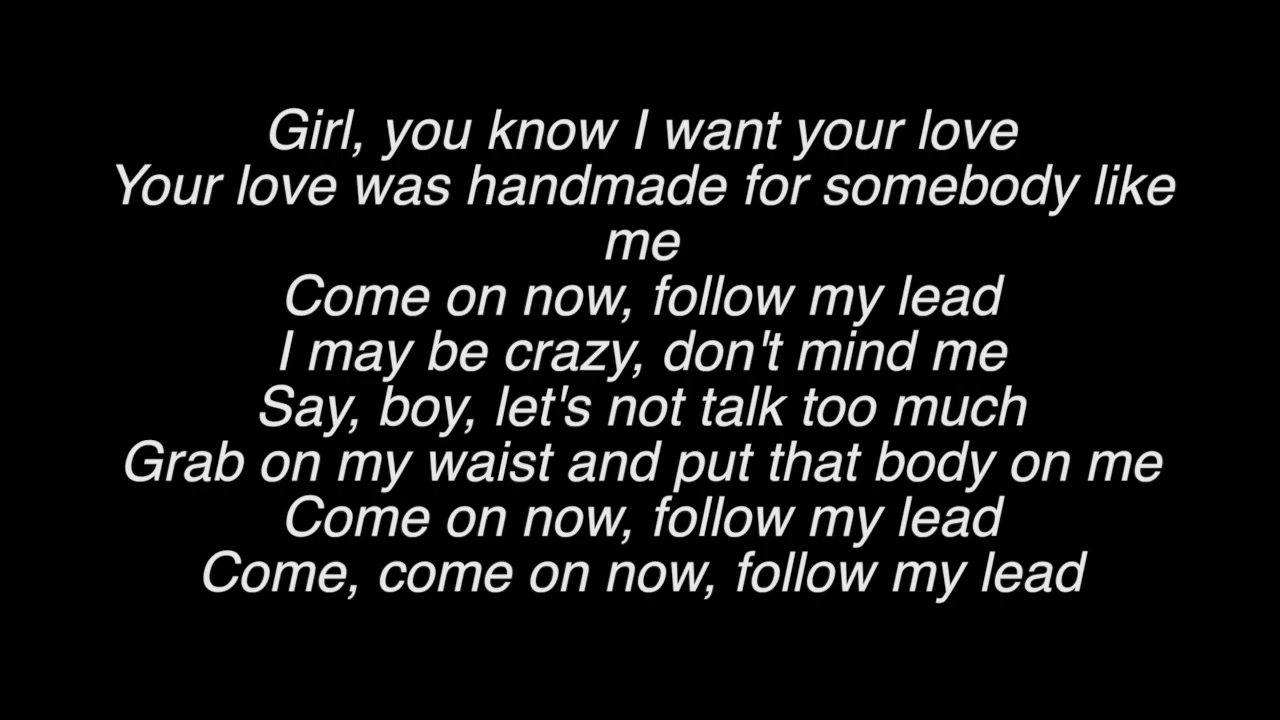 Girl, you know I want your love
Your love was handmade for somebody like
me
Come on now, follow my lead
I may be crazy, don't mind me
Say, boy, let's not talk too much
Grab on my waist and put that body on me
Come on now, follow my lead
Come, come on now, follow my lead